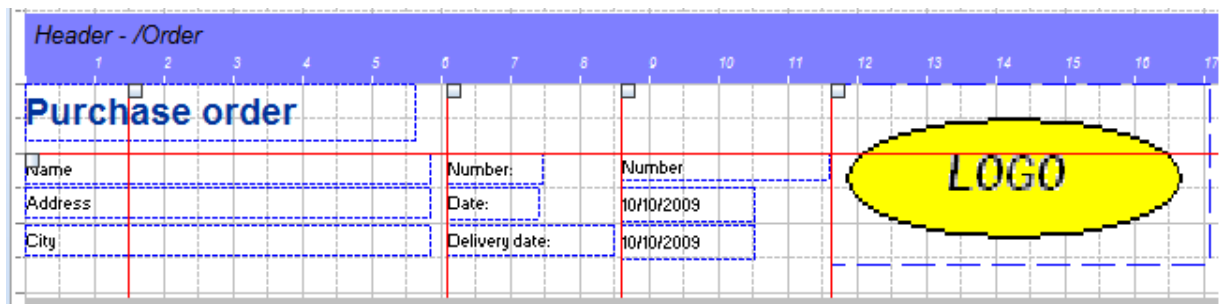 Header - /Order
1 2 3 4 5 6 7 8 9 10 11 12 13 14 15 16 17
Purchase order
Name Number: Number
LOGO
Address Date: 10/10/2009
City Delivery date: 10/10/2009